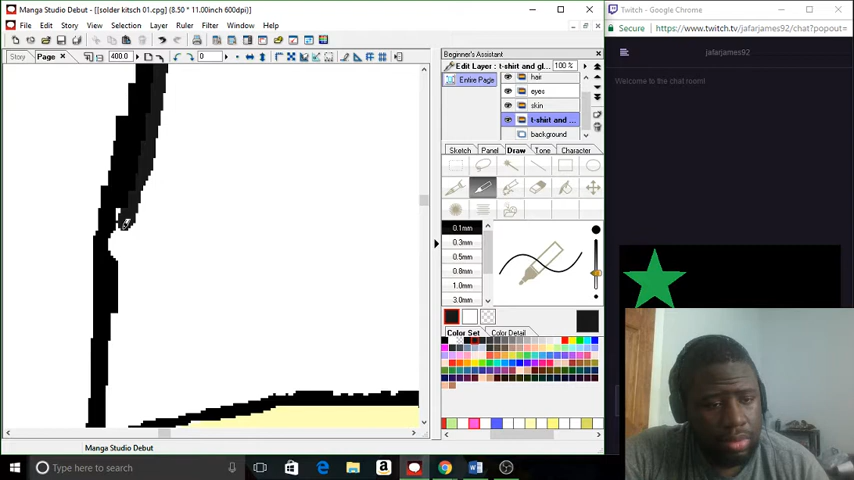 Manga Studio Debut - [[solder kitsch 01.cpg] (8.50 * 11.00inch 600dpi)]
File Edit Story View Selection Layer Ruler Filter Window Help
Story Page 400.0 0
Beginner's Assistant
Edit Layer: t-shirt and gl... 100 %
Entire Page
hair
eyes
skin
t-shirt and ...
background
Sketch Panel Draw Tone Character
0.1mm
0.3mm
0.5mm
0.8mm
1.0mm
3.0mm
Color Set Color Detail
Manga Studio Debut
Twitch - Google Chrome
Secure https://www.twitch.tv/jafarjames92/chat?popout=
jafarjames92
Welcome to the chat room!
Type here to search